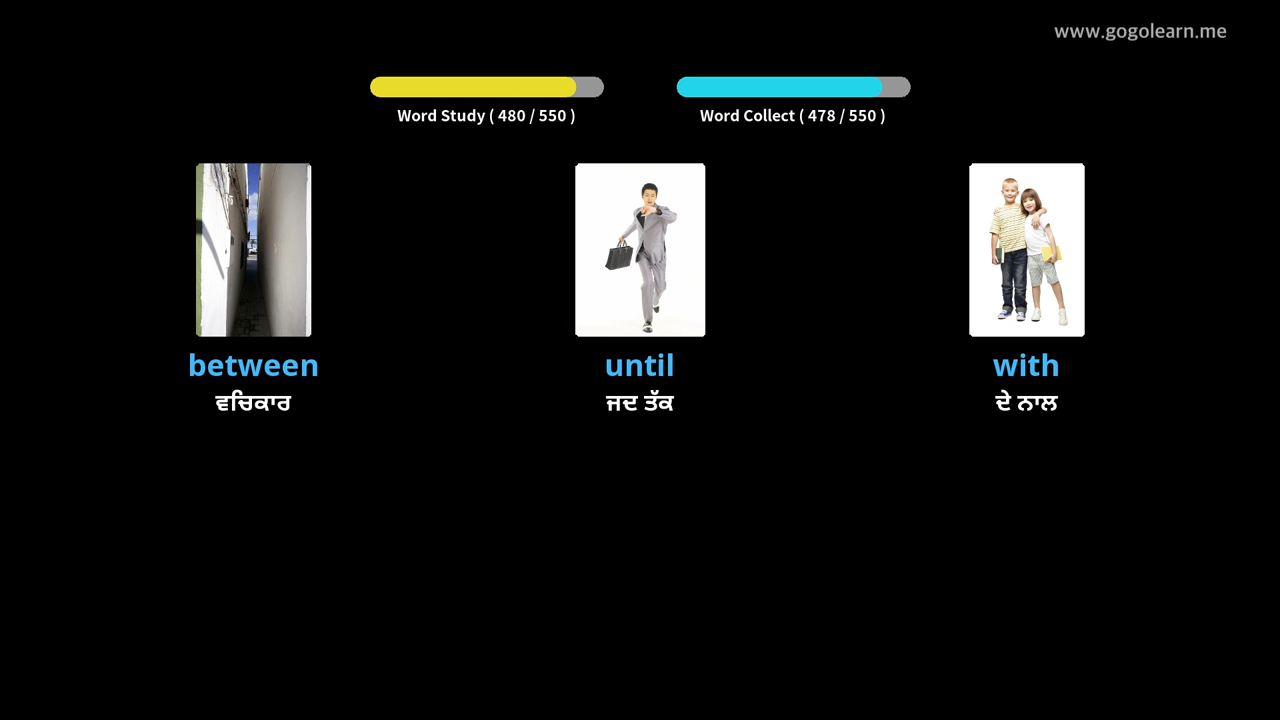 www.gogolearn.me
Word Study ( 480 / 550 )
Word Collect ( 478 / 550 )
between
until
with
ਵਚਿਕਾਰ
ਜਦ ਤੱਕ
ਦੇ ਨਾਲ